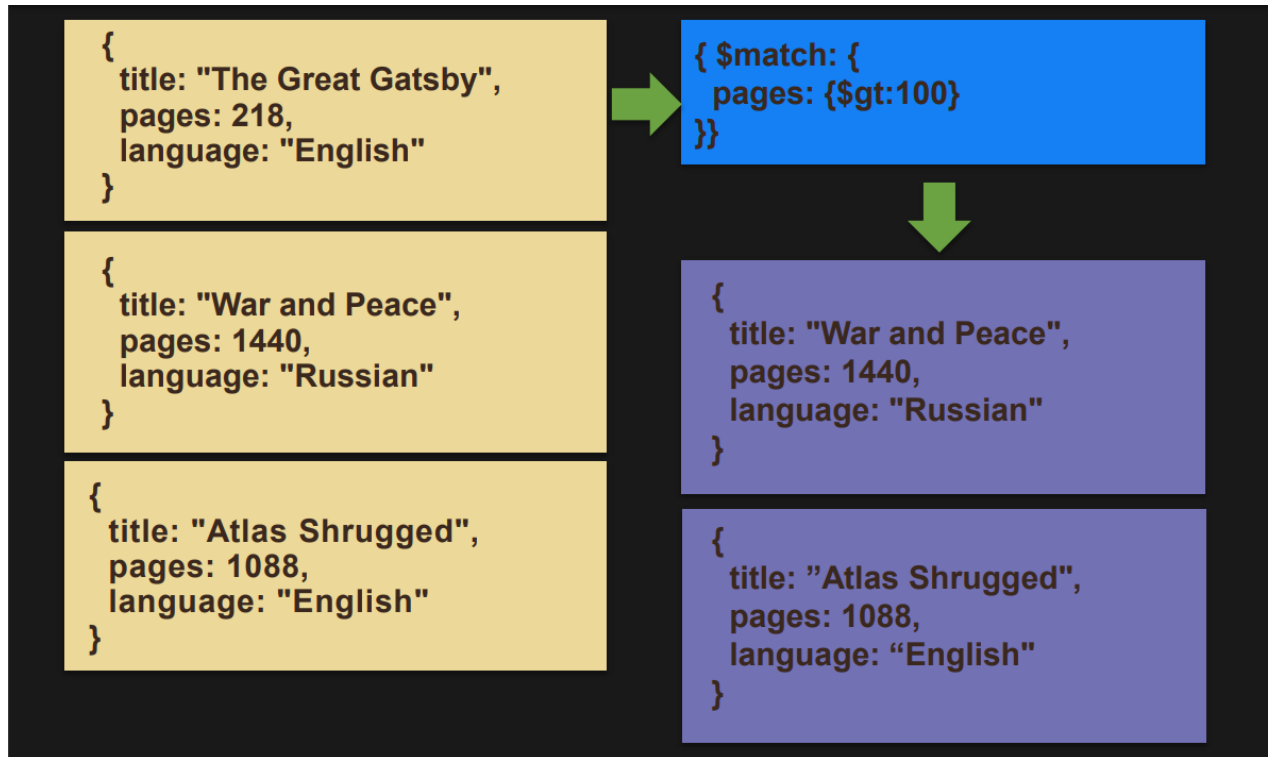 {
title: "The Great Gatsby",
pages: 218,
language: "English"
}
{
title: "War and Peace",
pages: 1440,
language: "Russian"
}
{
title: "Atlas Shrugged",
pages: 1088,
language: "English"
}
{ $match: {
pages: {$gt:100}
}}
{
title: "War and Peace",
pages: 1440,
language: "Russian"
}
{
title: ”Atlas Shrugged",
pages: 1088,
language: “English"
}